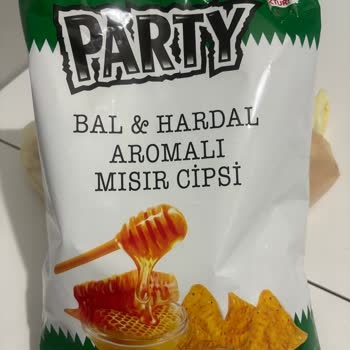 PARTY
BAL & HARDAL
AROMALI
MISIR CİPSİ